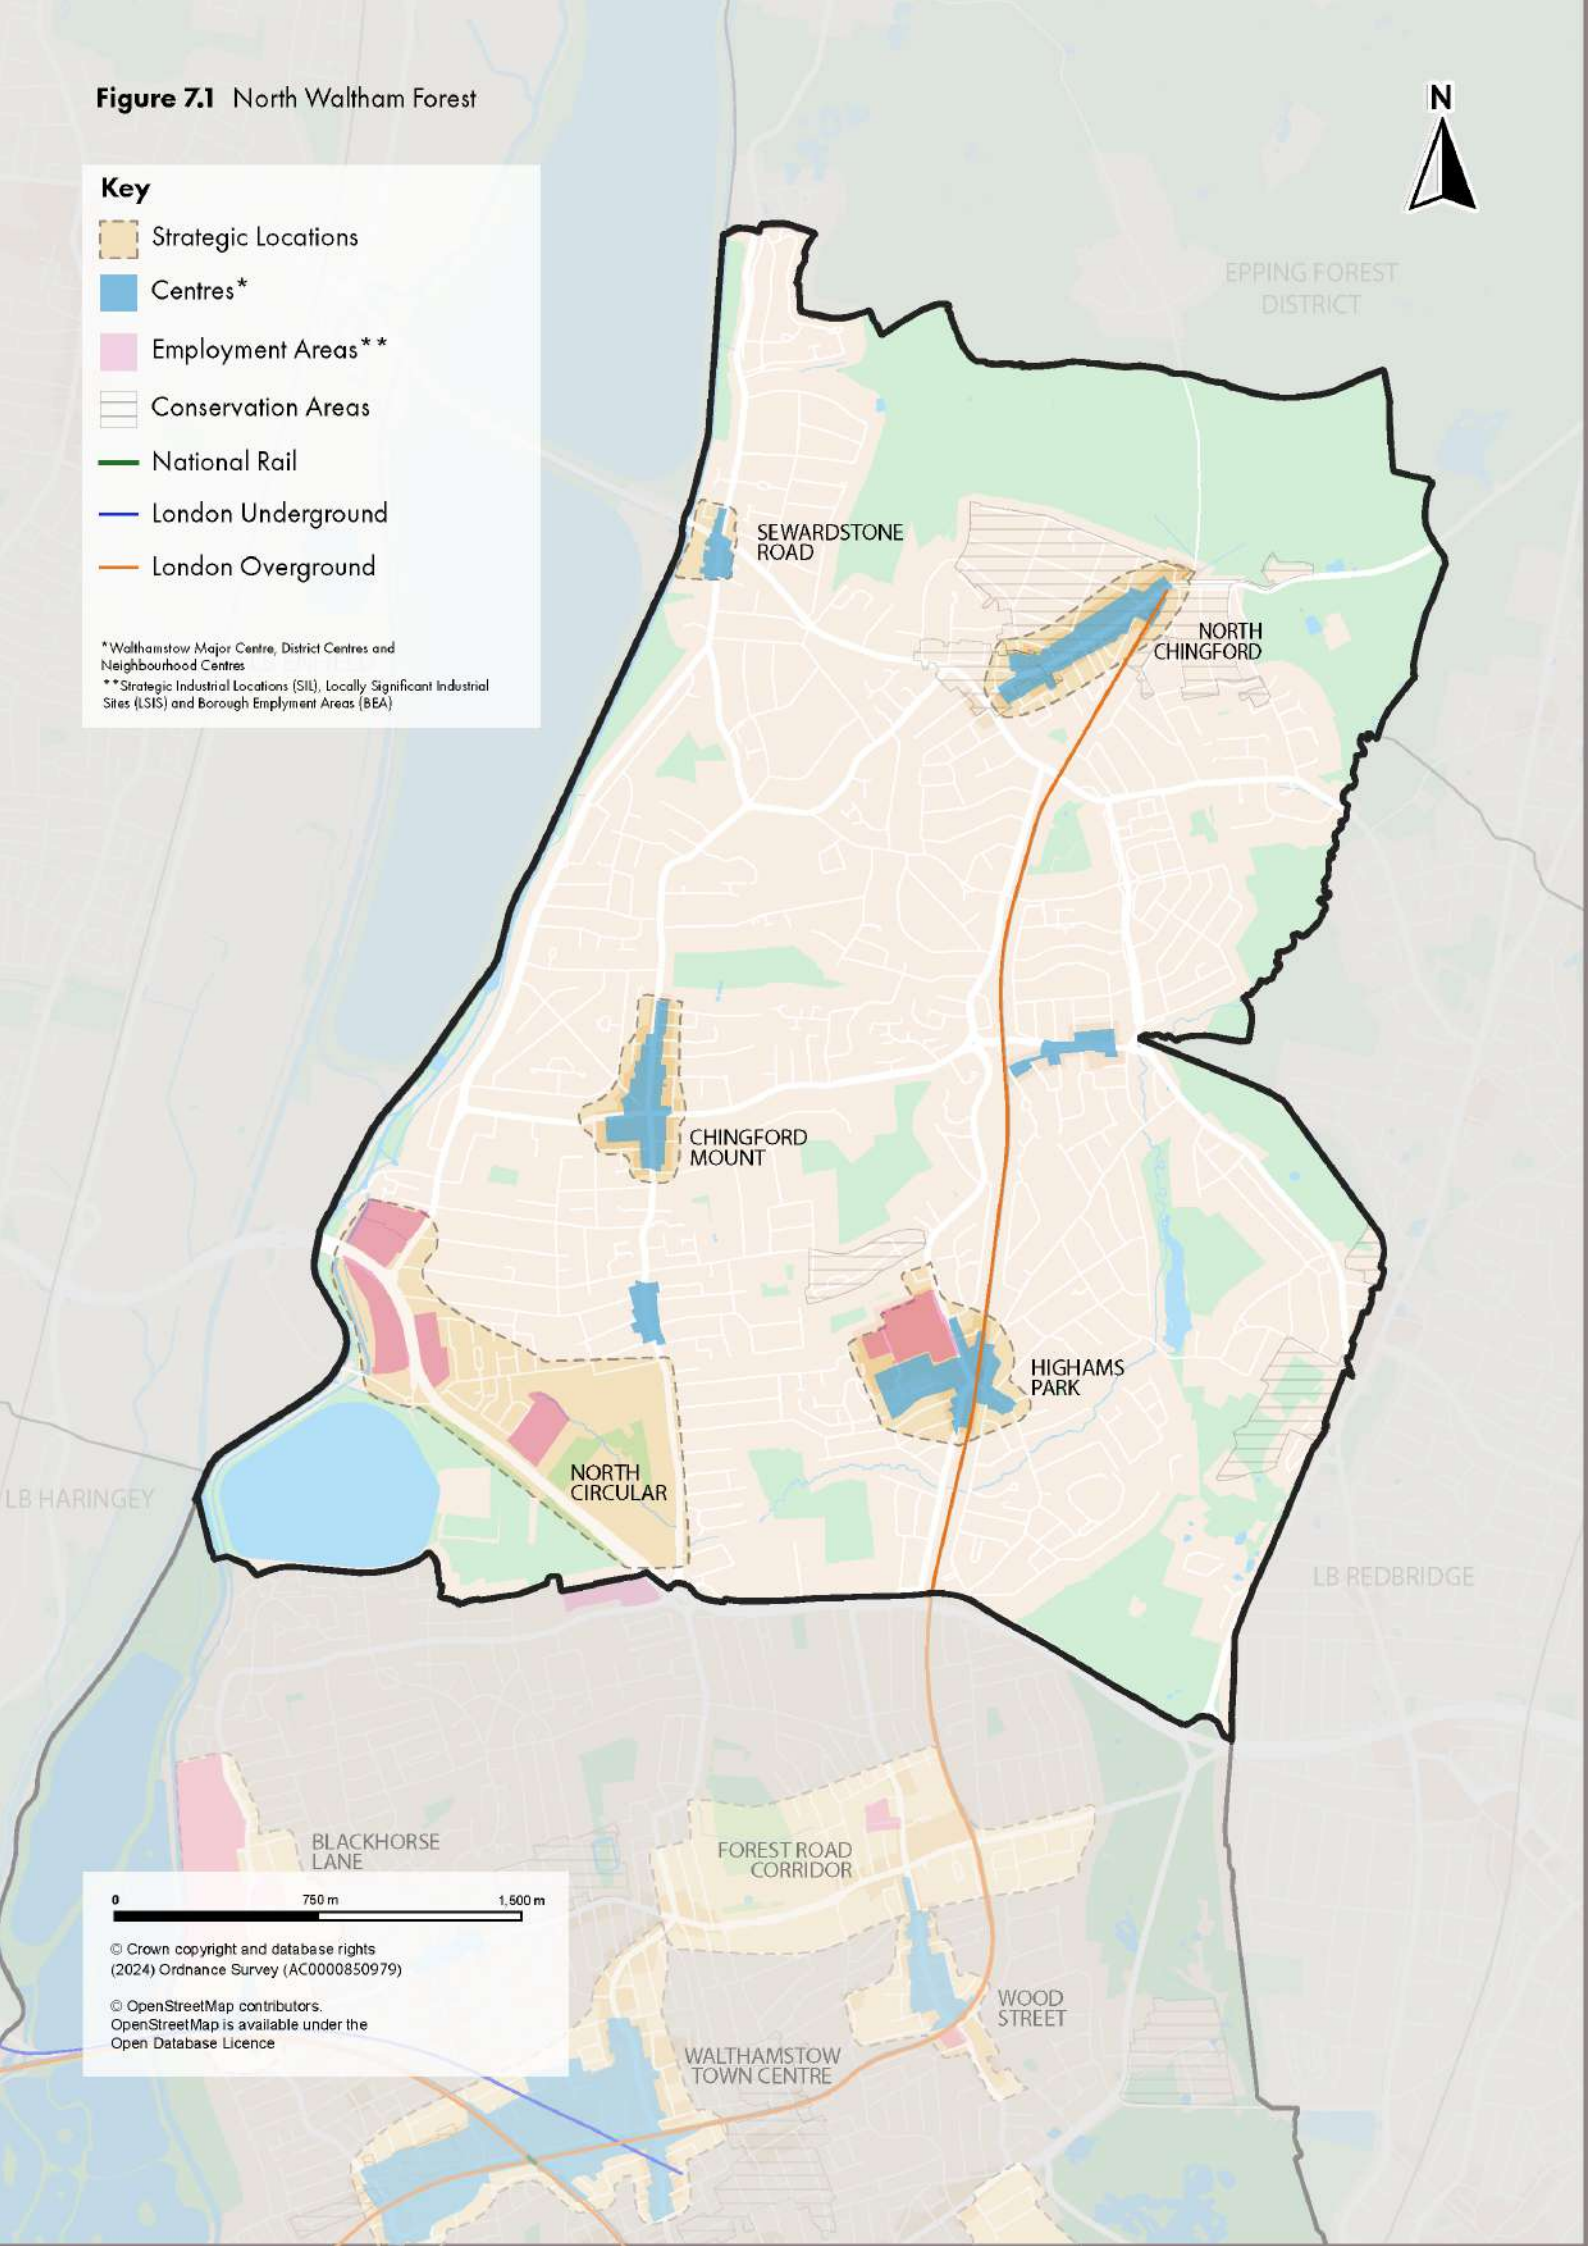 Figure 7.1 North Waltham Forest
N
Key
Strategic Locations
Centres*
Employment Areas**
Conservation Areas
National Rail
London Underground
London Overground
*Walthamstow Major Centre, District Centres and
Neighbourhood Centres
**Strategic Industrial Locations (SIL), Locally Significant Industrial
Sites (LSIS) and Borough Emplyment Areas (BEA)
EPPING FOREST
DISTRICT
SEWARDSTONE
ROAD
NORTH
CHINGFORD
CHINGFORD
MOUNT
HIGHAMS
PARK
NORTH
CIRCULAR
LB HARINGEY
LB REDBRIDGE
BLACKHORSE
LANE
FOREST ROAD
CORRIDOR
WOOD
STREET
WALTHAMSTOW
TOWN CENTRE
0 750 m 1,500 m
© Crown copyright and database rights
(2024) Ordnance Survey (AC0000850979)
© OpenStreetMap contributors.
OpenStreetMap is available under the
Open Database Licence